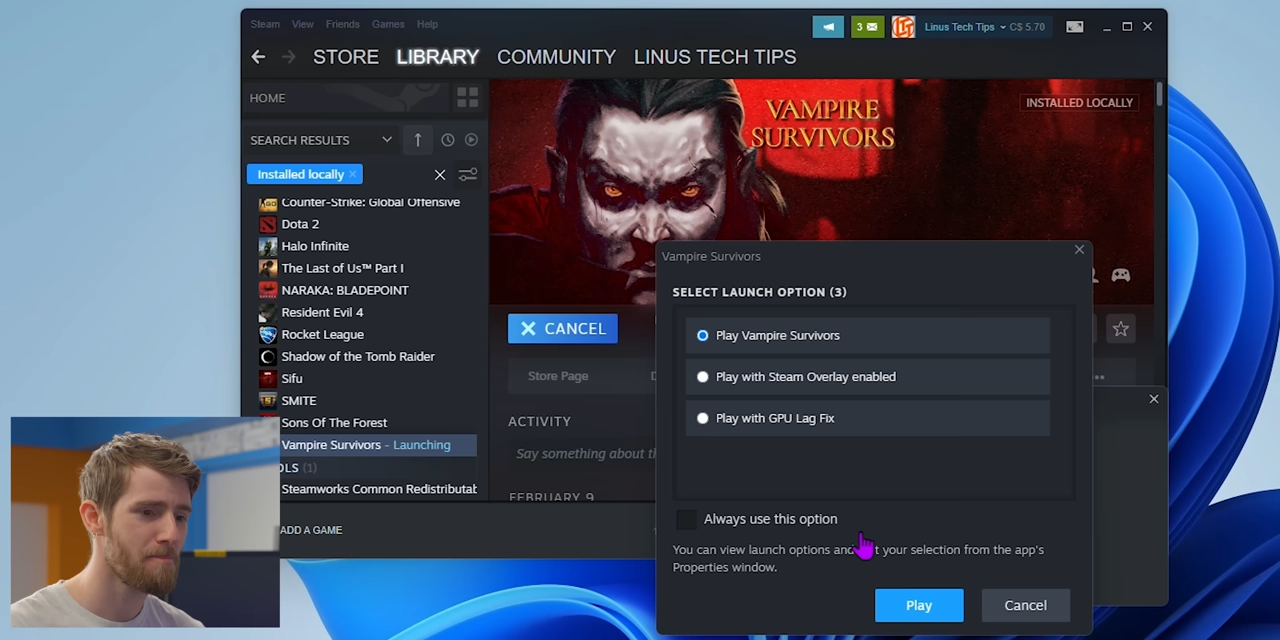 Steam View Friends Games Help
3
Linus Tech Tips C$ 5.70
STORE LIBRARY COMMUNITY LINUS TECH TIPS
HOME
SEARCH RESULTS
Installed locally
Counter-Strike: Global Offensive
Dota 2
Halo Infinite
The Last of Us™ Part I
NARAKA: BLADEPOINT
Resident Evil 4
Rocket League
Shadow of the Tomb Raider
Sifu
SMITE
Sons Of The Forest
Vampire Survivors - Launching
OLS (1)
Steamworks Common Redistributab
ADD A GAME
VAMPIRE
SURVIVORS
INSTALLED LOCALLY
CANCEL
Store Page
ACTIVITY
Say something about th
FEBRUARY 9
Vampire Survivors
SELECT LAUNCH OPTION (3)
Play Vampire Survivors
Play with Steam Overlay enabled
Play with GPU Lag Fix
Always use this option
You can view launch options and your selection from the app's
Properties window.
Play Cancel